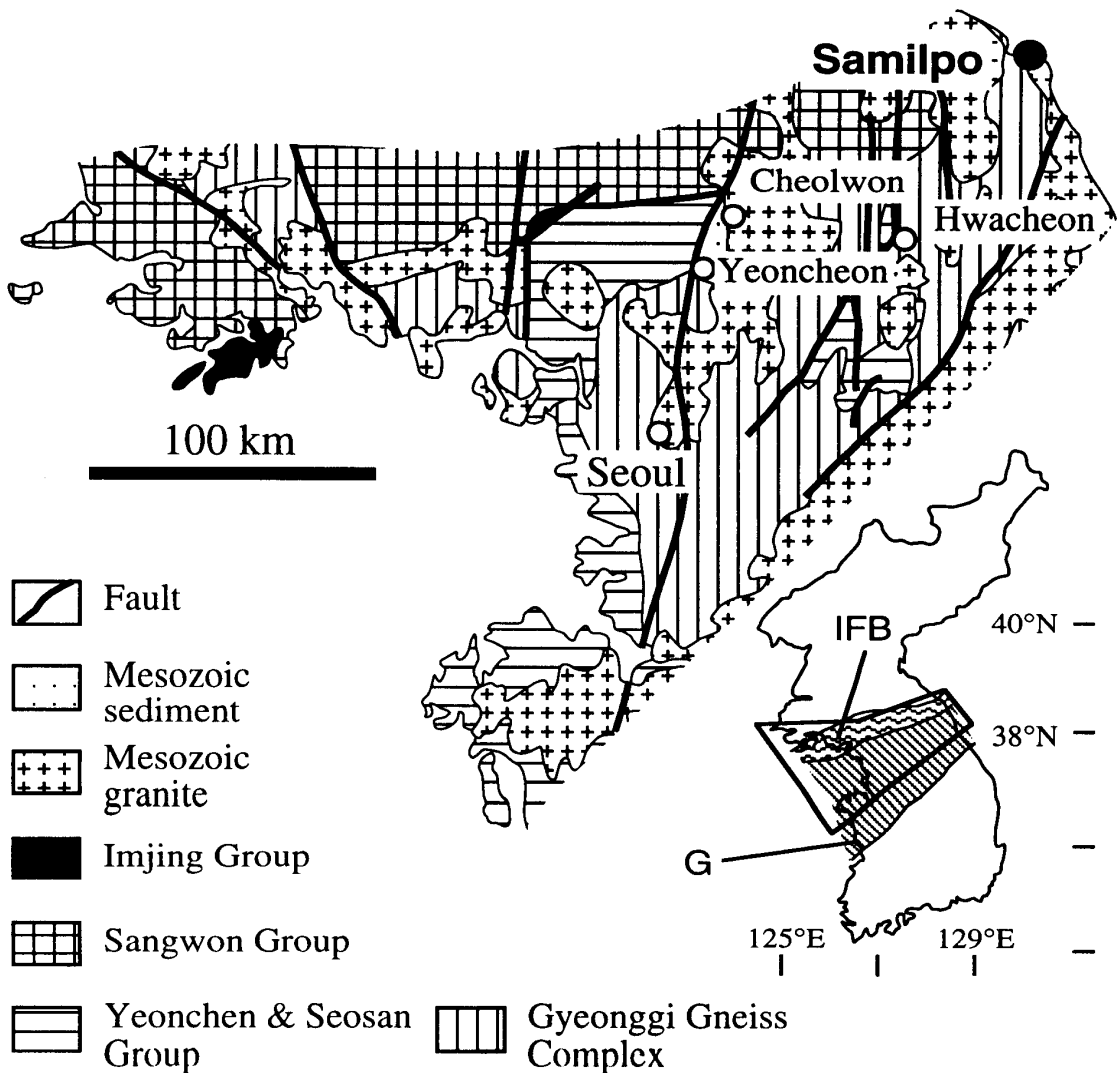 Samilpo
Cheolwon
Hwacheon
Yeoncheon
100 km
Seoul
Fault
Mesozoic
sediment
Mesozoic
granite
Imjing Group
Sangwon Group
Yeonchen & Seosan
Group
Gyeonggi Gneiss
Complex
IFB
40°N
38°N
G
125°E
129°E